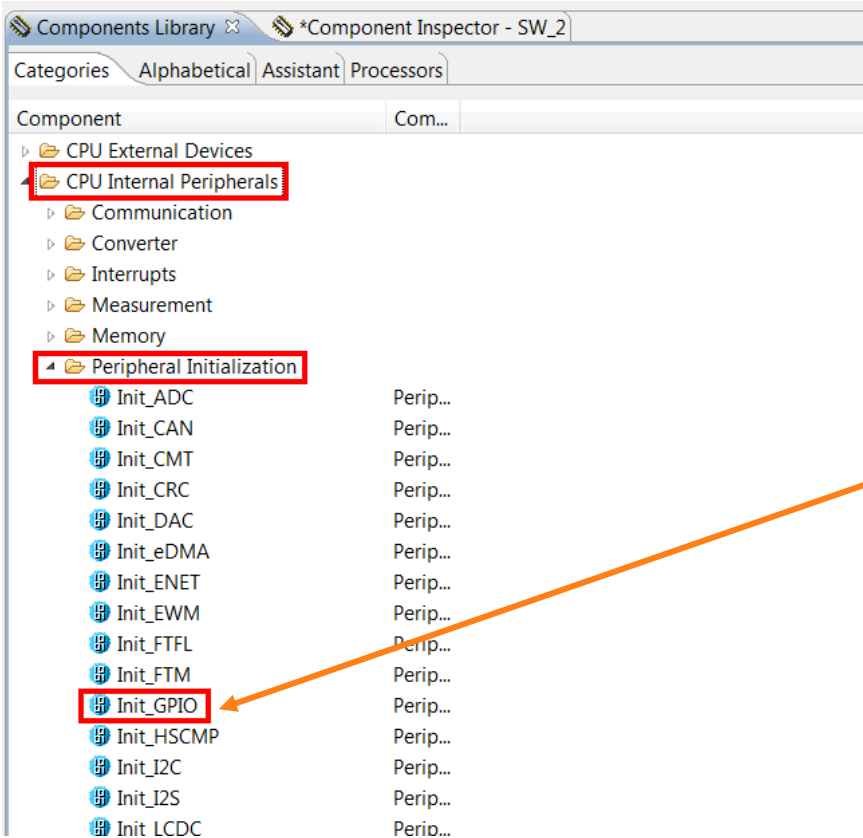 Components Library *Component Inspector - SW_2
Categories Alphabetical Assistant Processors
Component Com...
CPU External Devices
CPU Internal Peripherals
Communication
Converter
Interrupts
Measurement
Memory
Peripheral Initialization
Init_ADC Perip...
Init_CAN Perip...
Init_CMT Perip...
Init_CRC Perip...
Init_DAC Perip...
Init_eDMA Perip...
Init_ENET Perip...
Init_EWM Perip...
Init_FTFL Perip...
Init_FTM Perip...
Init_GPIO Perip...
Init_HSCMP Perip...
Init_I2C Perip...
Init_I2S Perip...
Init_LCDC Perip...